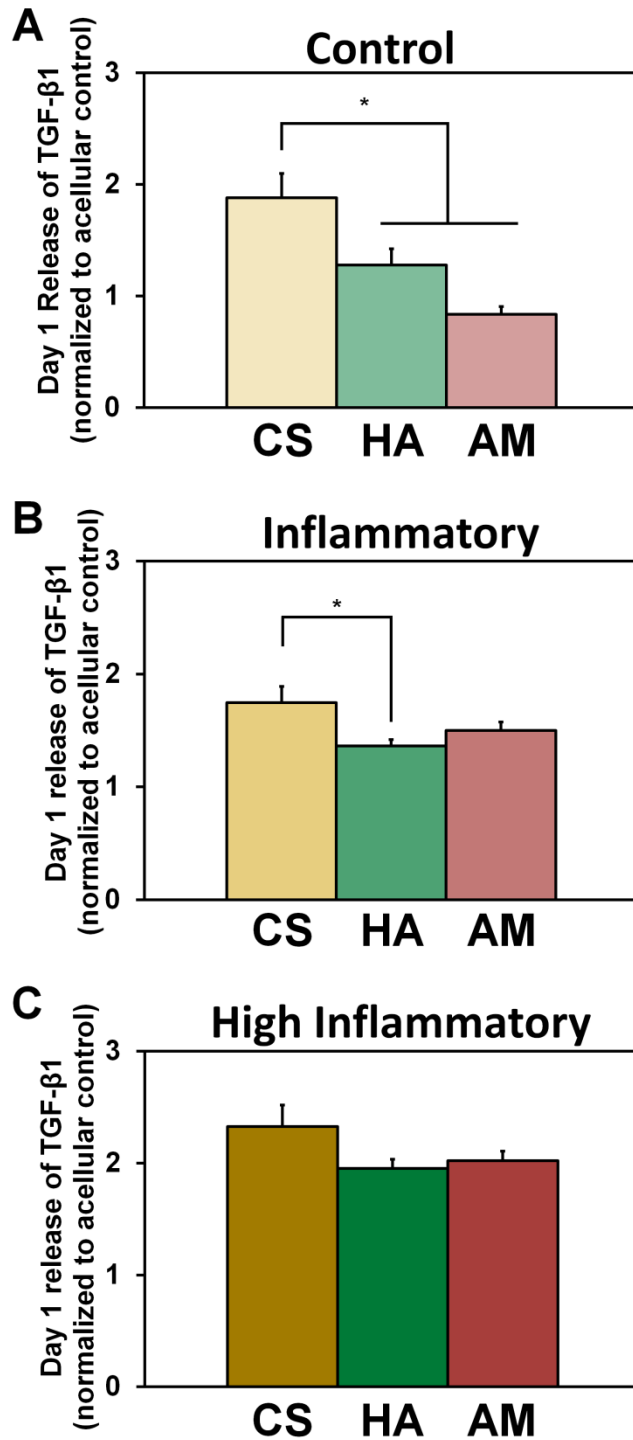 A
Control
Day 1 Release of TGF-β1
(normalized to acellular control)
3
2
1
0
*
CS HA AM
B
Inflammatory
Day 1 release of TGF-β1
(normalized to acellular control)
3
2
1
0
*
CS HA AM
C
High Inflammatory
Day 1 release of TGF-β1
(normalized to acellular control)
3
2
1
0
CS HA AM